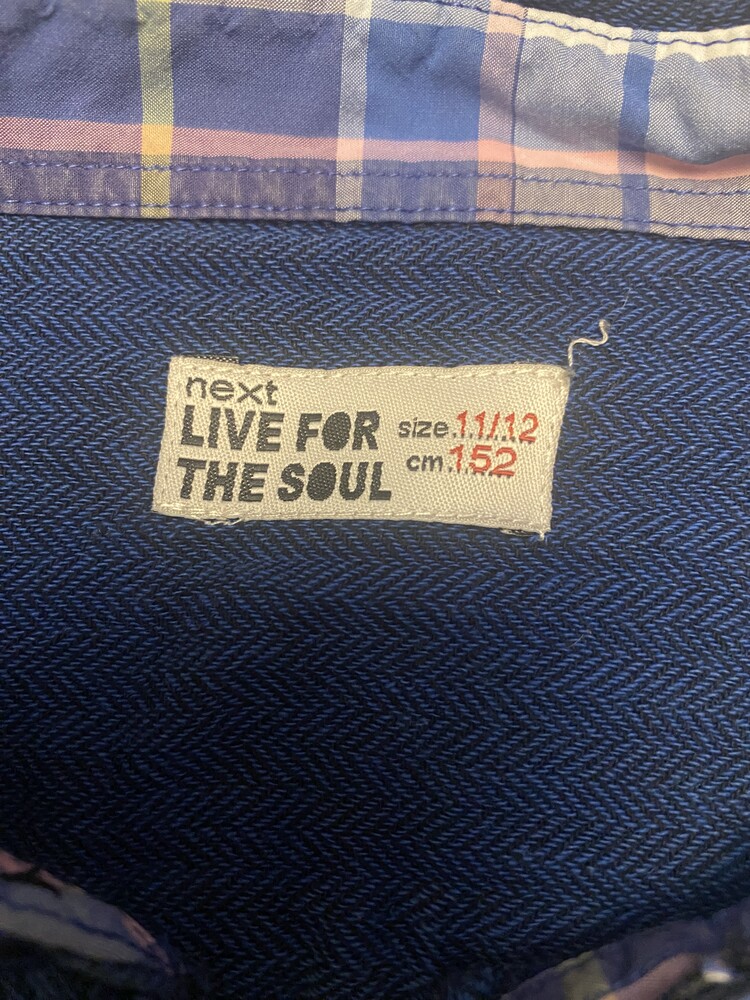 next
LIVE FOR
THE SOUL
size 11/12
cm 152